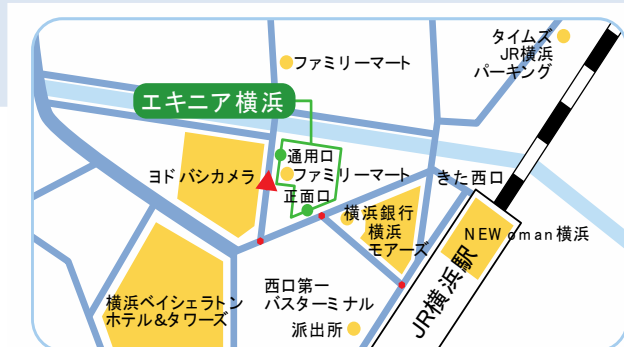 タイムズ
JR横浜
パーキング
ファミリーマート
エキニア横浜
通用口
ファミリーマート
ヨドバシカメラ
正面口
きた西口
横浜銀行
横浜
モアーズ
NEWoman横浜
JR横浜駅
西口第一
バスターミナル
横浜ベイシェラトン
ホテル&タワーズ
派出所